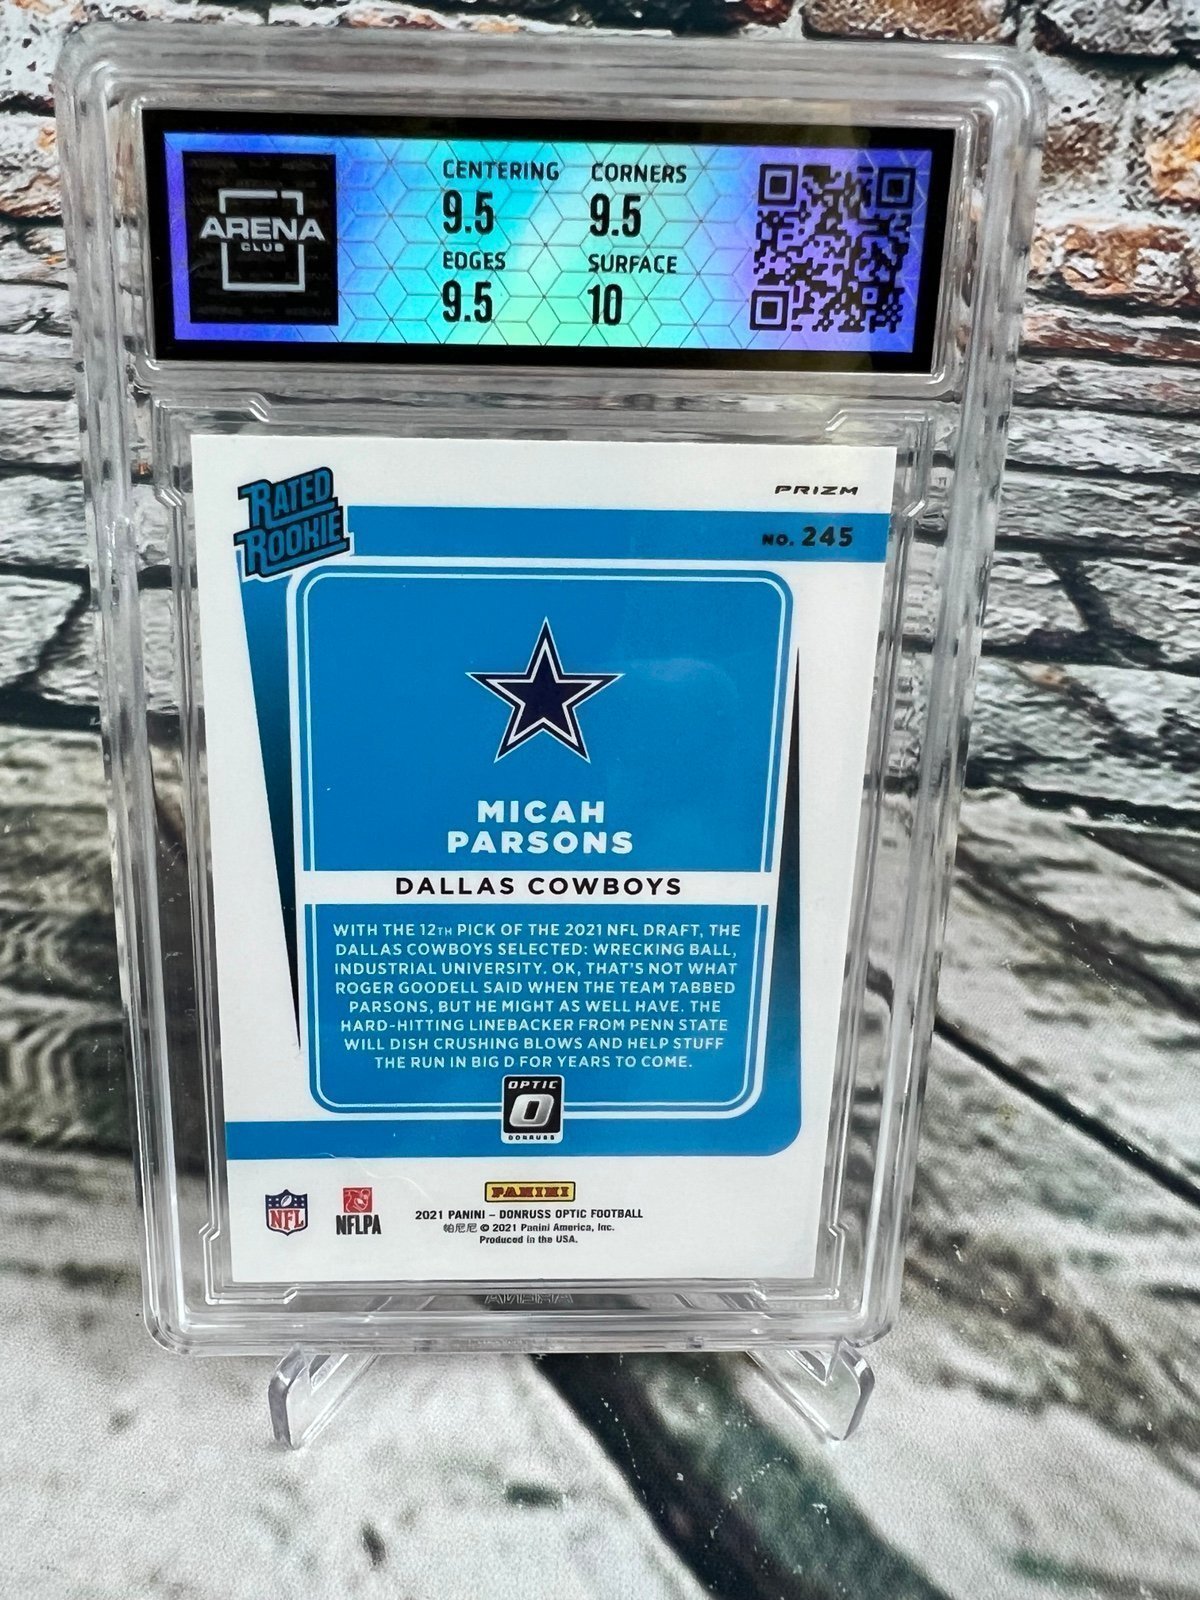 ARENA
CLUB
CENTERING CORNERS
9.5 9.5
EDGES SURFACE
9.5 10
RATED
ROOKIE
PRIZM
NO. 245
MICAH
PARSONS
DALLAS COWBOYS
WITH THE 12TH PICK OF THE 2021 NFL DRAFT, THE
DALLAS COWBOYS SELECTED: WRECKING BALL,
INDUSTRIAL UNIVERSITY. OK, THAT'S NOT WHAT
ROGER GOODELL SAID WHEN THE TEAM TABBED
PARSONS, BUT HE MIGHT AS WELL HAVE. THE
HARD-HITTING LINEBACKER FROM PENN STATE
WILL DISH CRUSHING BLOWS AND HELP STUFF
THE RUN IN BIG D FOR YEARS TO COME.
OPTIC
O
DONRUSS
NFL
NFLPA
PANINI
2021 PANINI – DONRUSS OPTIC FOOTBALL
帕尼尼 © 2021 Panini America, Inc.
Produced in the USA.
ARENA